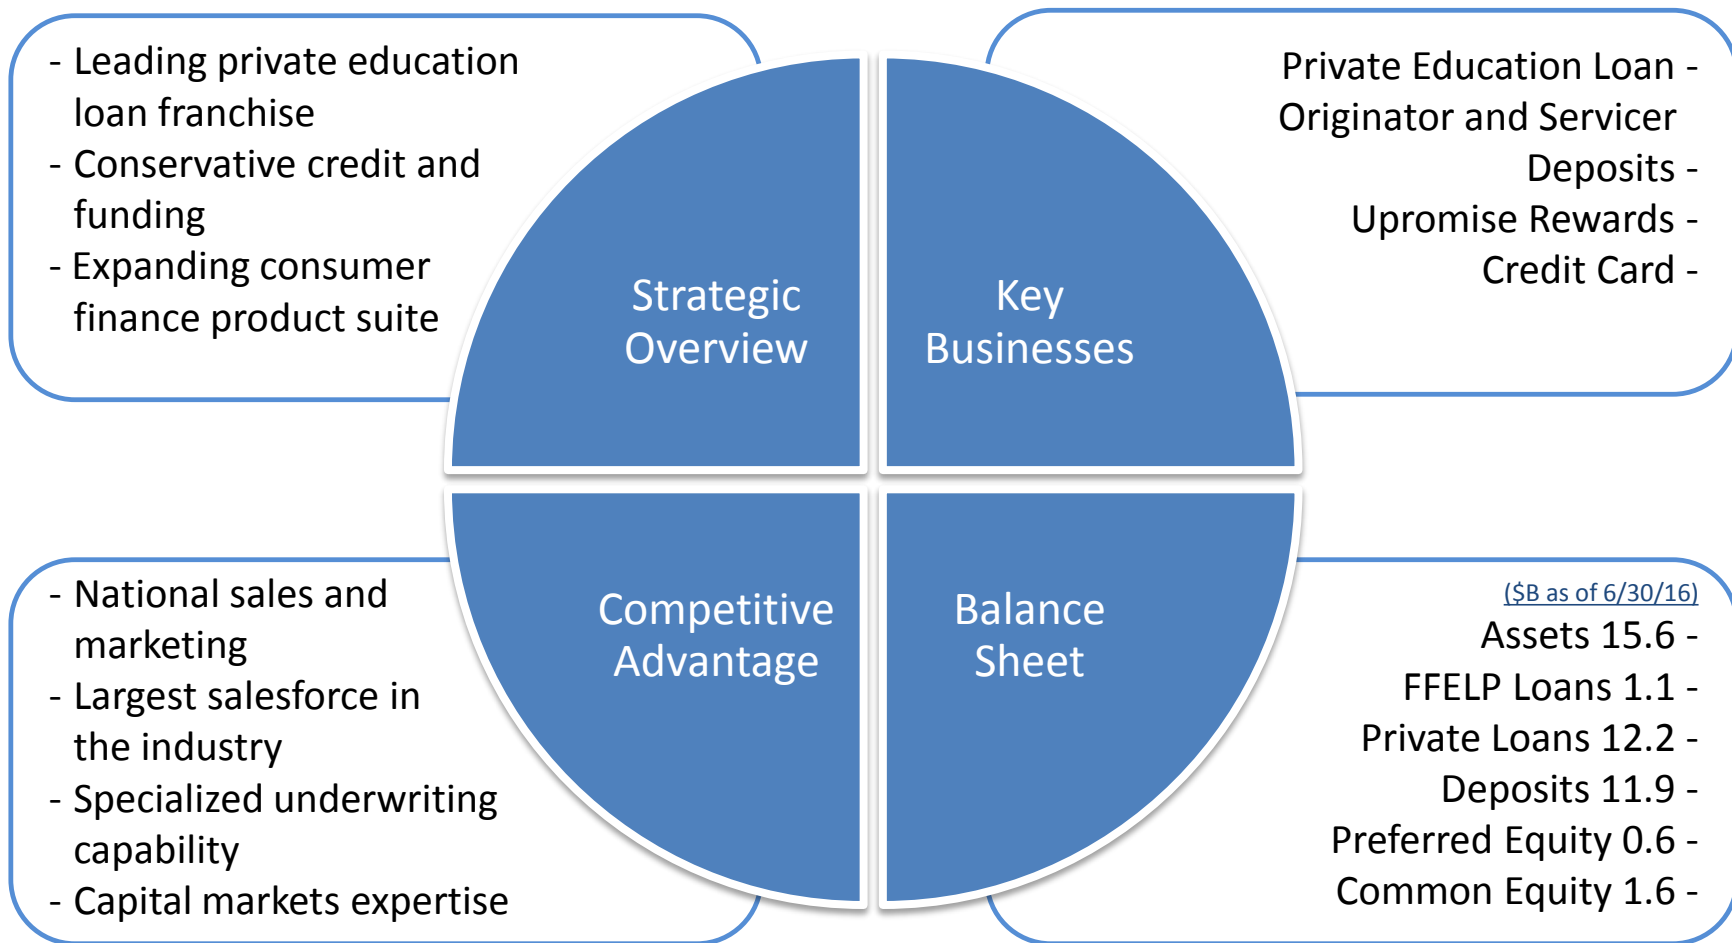 - Leading private education
loan franchise
- Conservative credit and
funding
- Expanding consumer
finance product suite
Strategic
Overview
Private Education Loan -
Originator and Servicer
Deposits -
Upromise Rewards -
Credit Card -
Key
Businesses
- National sales and
marketing
- Largest salesforce in
the industry
- Specialized underwriting
capability
- Capital markets expertise
Competitive
Advantage
Balance
Sheet
($B as of 6/30/16)
Assets 15.6 -
FFELP Loans 1.1 -
Private Loans 12.2 -
Deposits 11.9 -
Preferred Equity 0.6 -
Common Equity 1.6 -